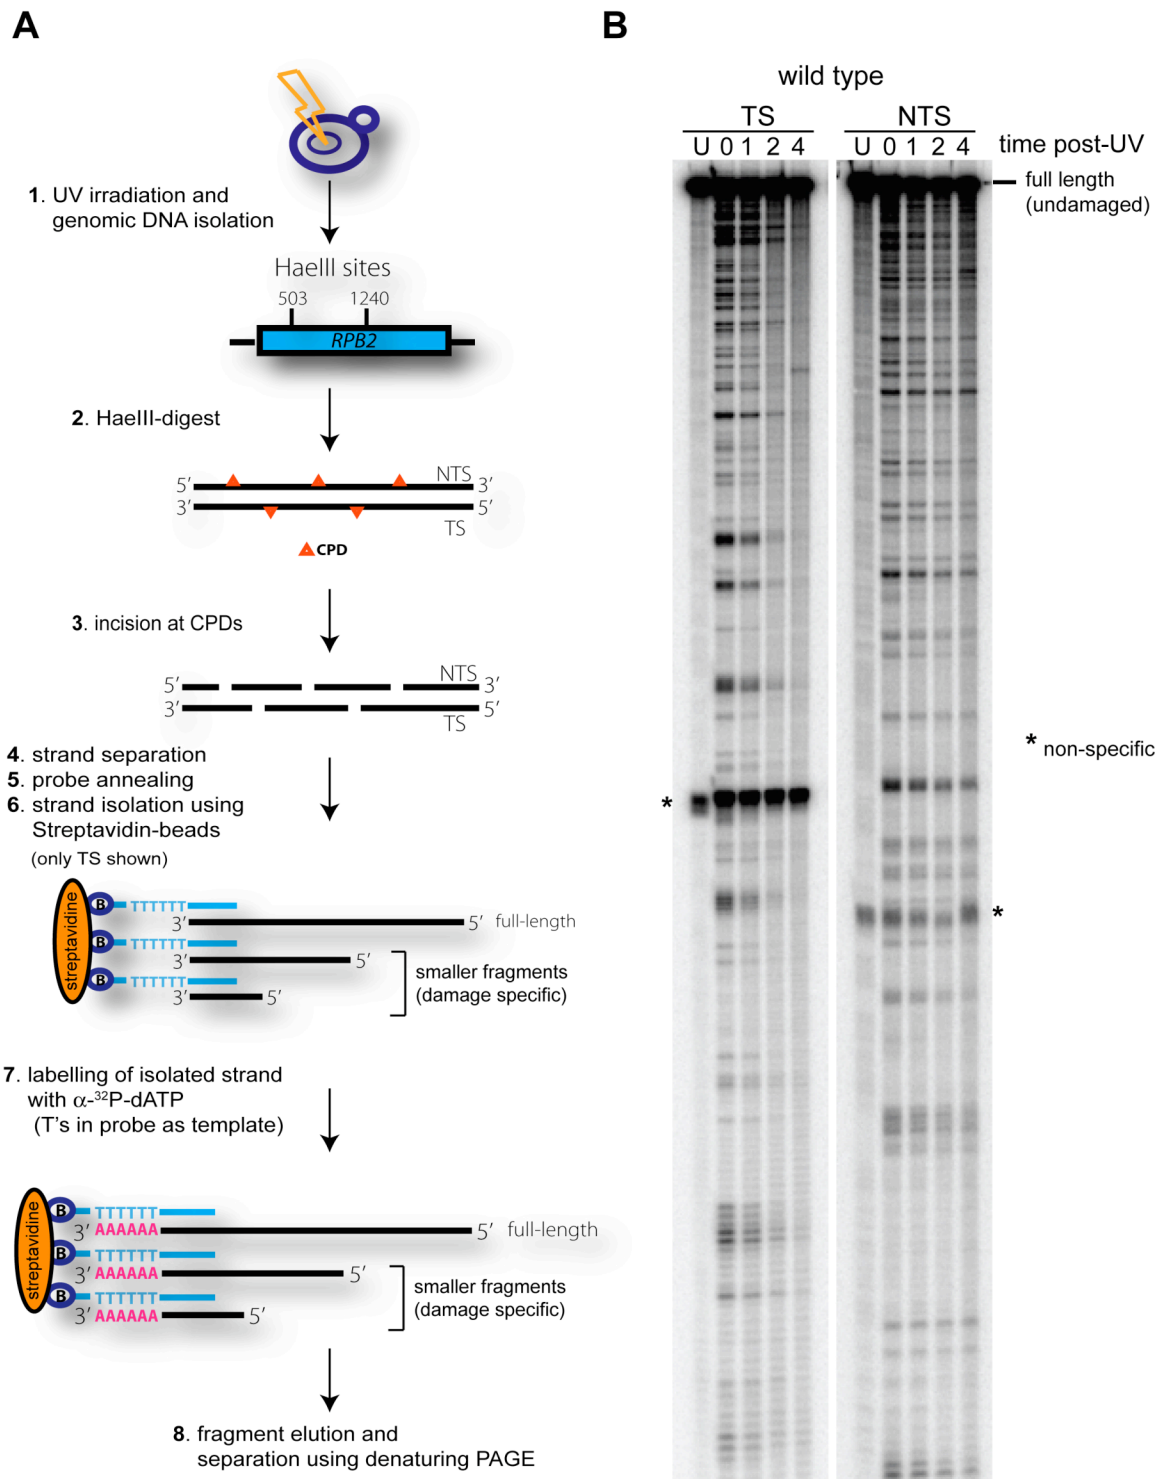 A
1. UV irradiation and
genomic DNA isolation
HaeIII sites
503 1240
RPB2
2. HaeIII-digest
NTS
5′ 3′
3′ 5′
TS
CPD
3. incision at CPDs
NTS
5′ 3′
3′ 5′
TS
4. strand separation
5. probe annealing
6. strand isolation using
Streptavidin-beads
(only TS shown)
streptavidine
B TTTTTT
3′ 5′ full-length
B TTTTTT
3′ 5′
B TTTTTT
3′ 5′
smaller fragments
(damage specific)
7. labelling of isolated strand
with α-³²P-dATP
(T's in probe as template)
streptavidine
B TTTTTT
3′ AAAAAA 5′ full-length
B TTTTTT
3′ AAAAAA 5′
B TTTTTT
3′ AAAAAA 5′
smaller fragments
(damage specific)
8. fragment elution and
separation using denaturing PAGE
B
wild type
TS NTS
U 0 1 2 4 U 0 1 2 4 time post-UV
full length
(undamaged)
* non-specific
*
*